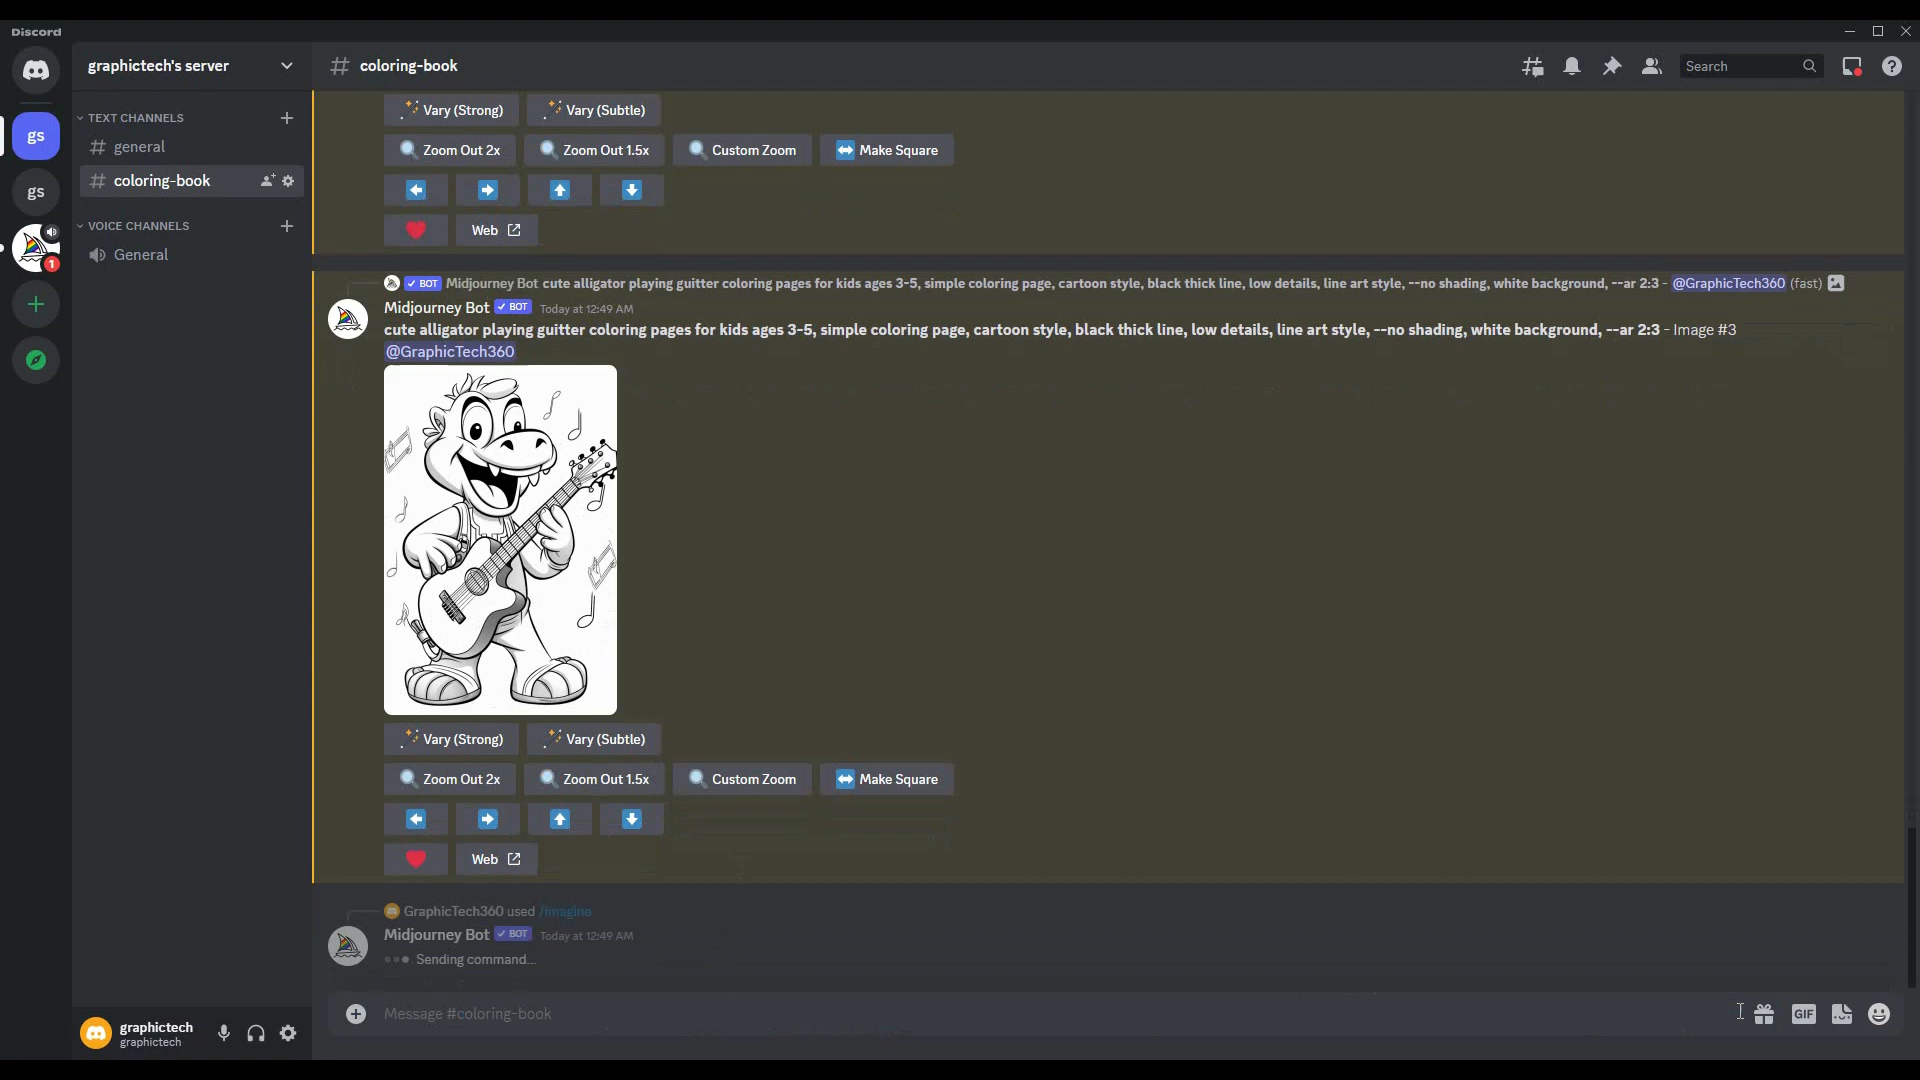 Discord
graphictech's server
coloring-book
Search
TEXT CHANNELS
general
coloring-book
VOICE CHANNELS
General
gs
gs
1
Vary (Strong)
Vary (Subtle)
Zoom Out 2x
Zoom Out 1.5x
Custom Zoom
Make Square
Web
BOT Midjourney Bot cute alligator playing guitter coloring pages for kids ages 3-5, simple coloring page, cartoon style, black thick line, low details, line art style, --no shading, white background, --ar 2:3 - @GraphicTech360 (fast)
Midjourney Bot BOT Today at 12:49 AM
cute alligator playing guitter coloring pages for kids ages 3-5, simple coloring page, cartoon style, black thick line, low details, line art style, --no shading, white background, --ar 2:3 - Image #3
@GraphicTech360
Vary (Strong)
Vary (Subtle)
Zoom Out 2x
Zoom Out 1.5x
Custom Zoom
Make Square
Web
GraphicTech360 used /imagine
Midjourney Bot BOT Today at 12:49 AM
Sending command...
Message #coloring-book
GIF
graphictech
graphictech